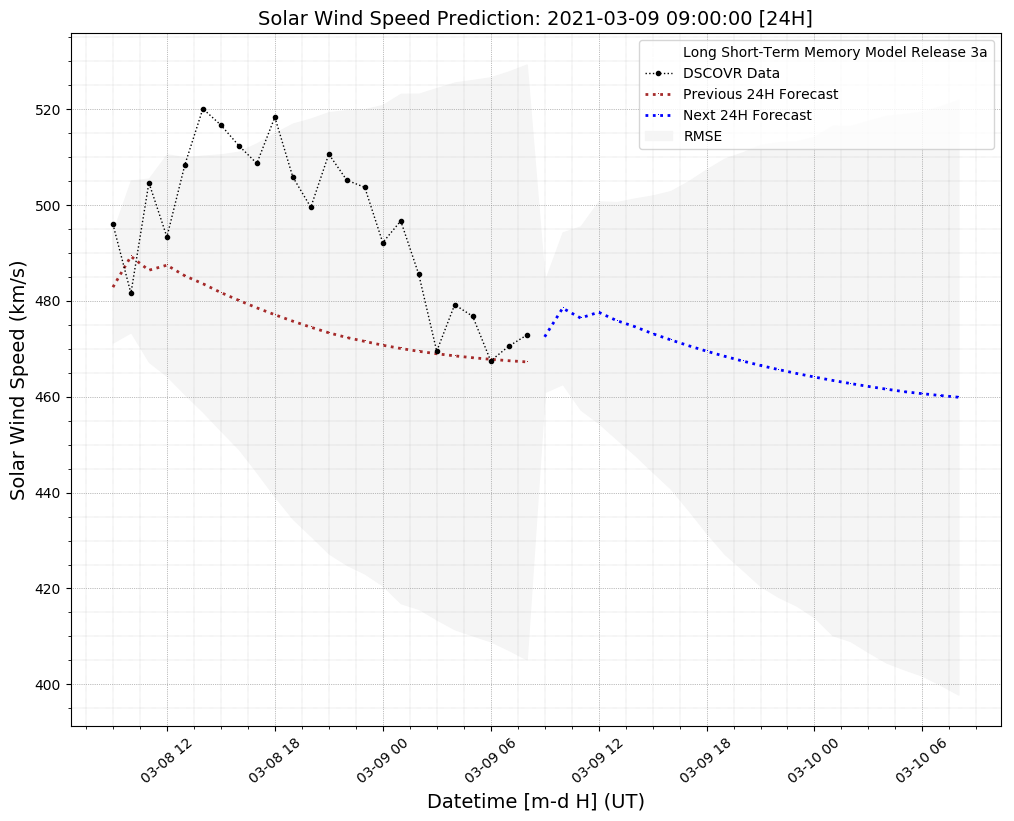 Solar Wind Speed Prediction: 2021-03-09 09:00:00 [24H]
Long Short-Term Memory Model Release 3a
DSCOVR Data
Previous 24H Forecast
Next 24H Forecast
RMSE
Solar Wind Speed (km/s)
520
500
480
460
440
420
400
03-08 12
03-08 18
03-09 00
03-09 06
03-09 12
03-09 18
03-10 00
03-10 06
Datetime [m-d H] (UT)